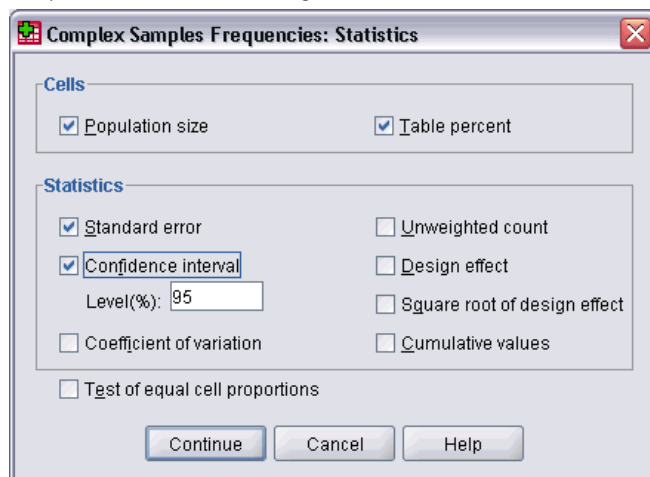 Complex Samples Frequencies: Statistics
Cells
Population size
Table percent
Statistics
Standard error
Unweighted count
Confidence interval
Design effect
Level(%): 95
Square root of design effect
Coefficient of variation
Cumulative values
Test of equal cell proportions
Continue Cancel Help